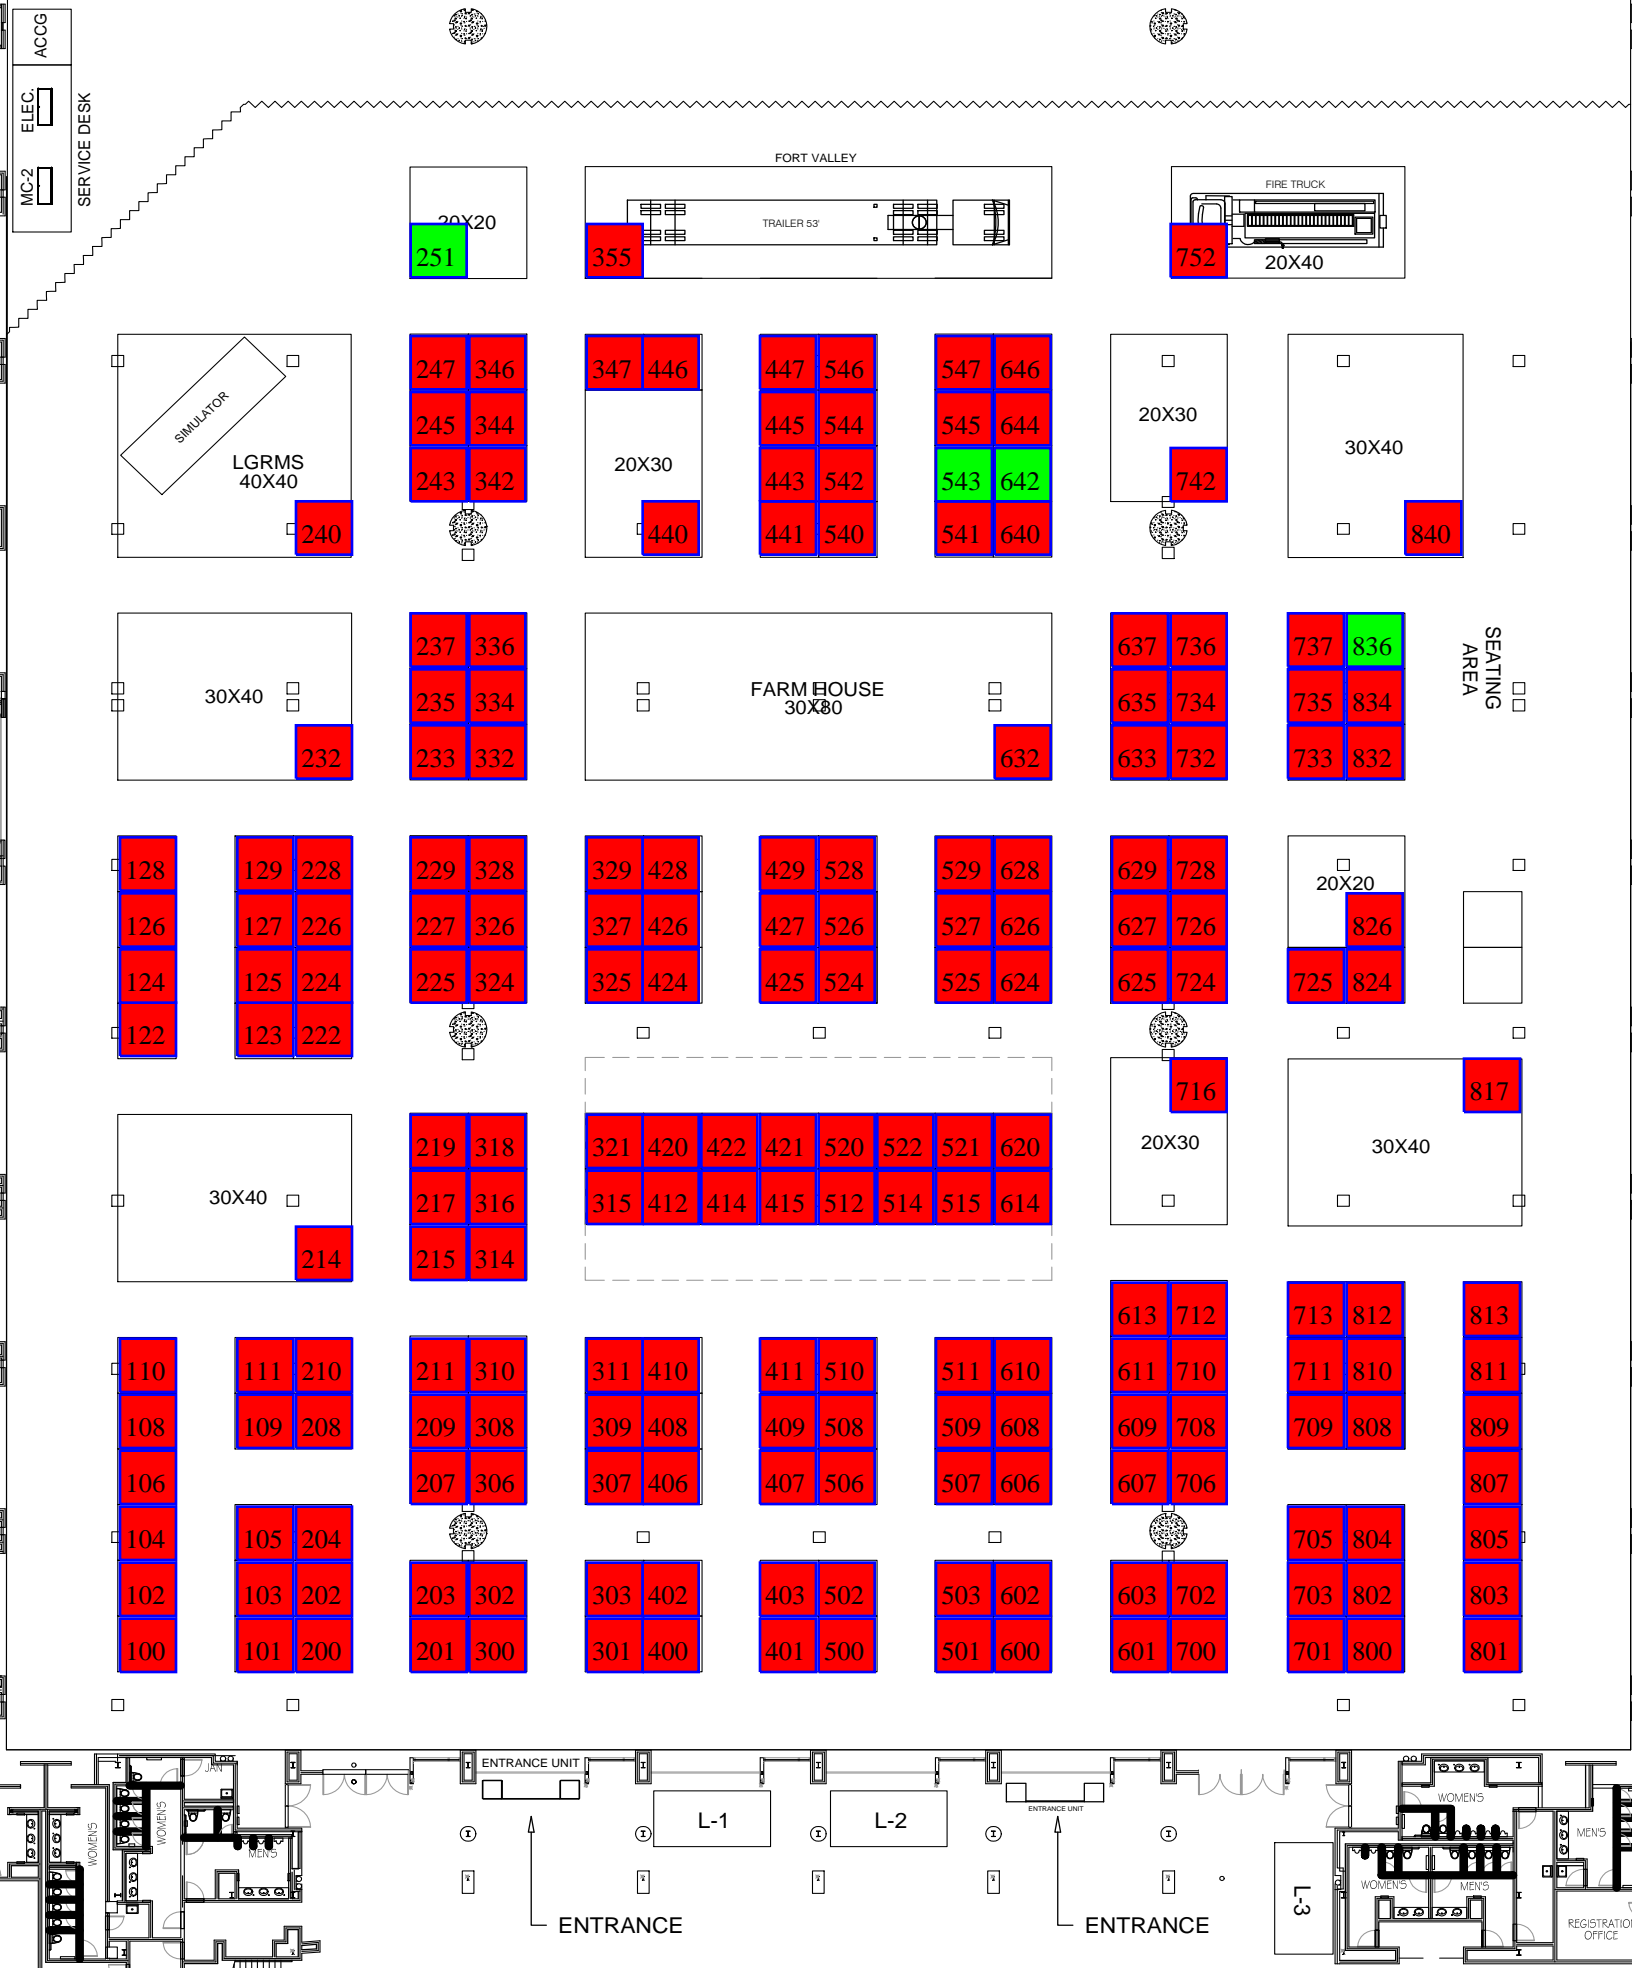 ACCG
ELEC.
MC-2
SERVICE DESK
FORT VALLEY
TRAILER 53'
FIRE TRUCK
20X20
20X40
251
355
752
247 346 347 446 447 546 547 646
SIMULATOR
245 344 445 544 545 644
20X30
30X40
LGRMS
40X40
20X30
243 342 443 542 543 642 742
240 440 441 540 541 640 840
237 336 637 736 737 836
SEATING
AREA
30X40
FARM HOUSE
30X80
235 334 635 734 735 834
232 233 332 632 633 732 733 832
128 129 228 229 328 329 428 429 528 529 628 629 728
20X20
126 127 226 227 326 327 426 427 526 527 626 627 726 826
124 125 224 225 324 325 424 425 524 525 624 625 724 725 824
122 123 222
716 817
219 318 321 420 422 421 520 522 521 620
20X30
30X40
30X40
217 316 315 412 414 415 512 514 515 614
214 215 314
613 712 713 812 813
110 111 210 211 310 311 410 411 510 511 610 611 710 711 810 811
108 109 208 209 308 309 408 409 508 509 608 609 708 709 808 809
106 207 306 307 406 407 506 507 606 607 706 807
104 105 204 705 804 805
102 103 202 203 302 303 402 403 502 503 602 603 702 703 802 803
100 101 200 201 300 301 400 401 500 501 600 601 700 701 800 801
JAN
ENTRANCE UNIT
ENTRANCE UNIT
WOMEN'S
WOMEN'S
MEN'S
L-1
L-2
L-3
WOMEN'S
MEN'S
WOMEN'S
MEN'S
ENTRANCE
ENTRANCE
REGISTRATION
OFFICE